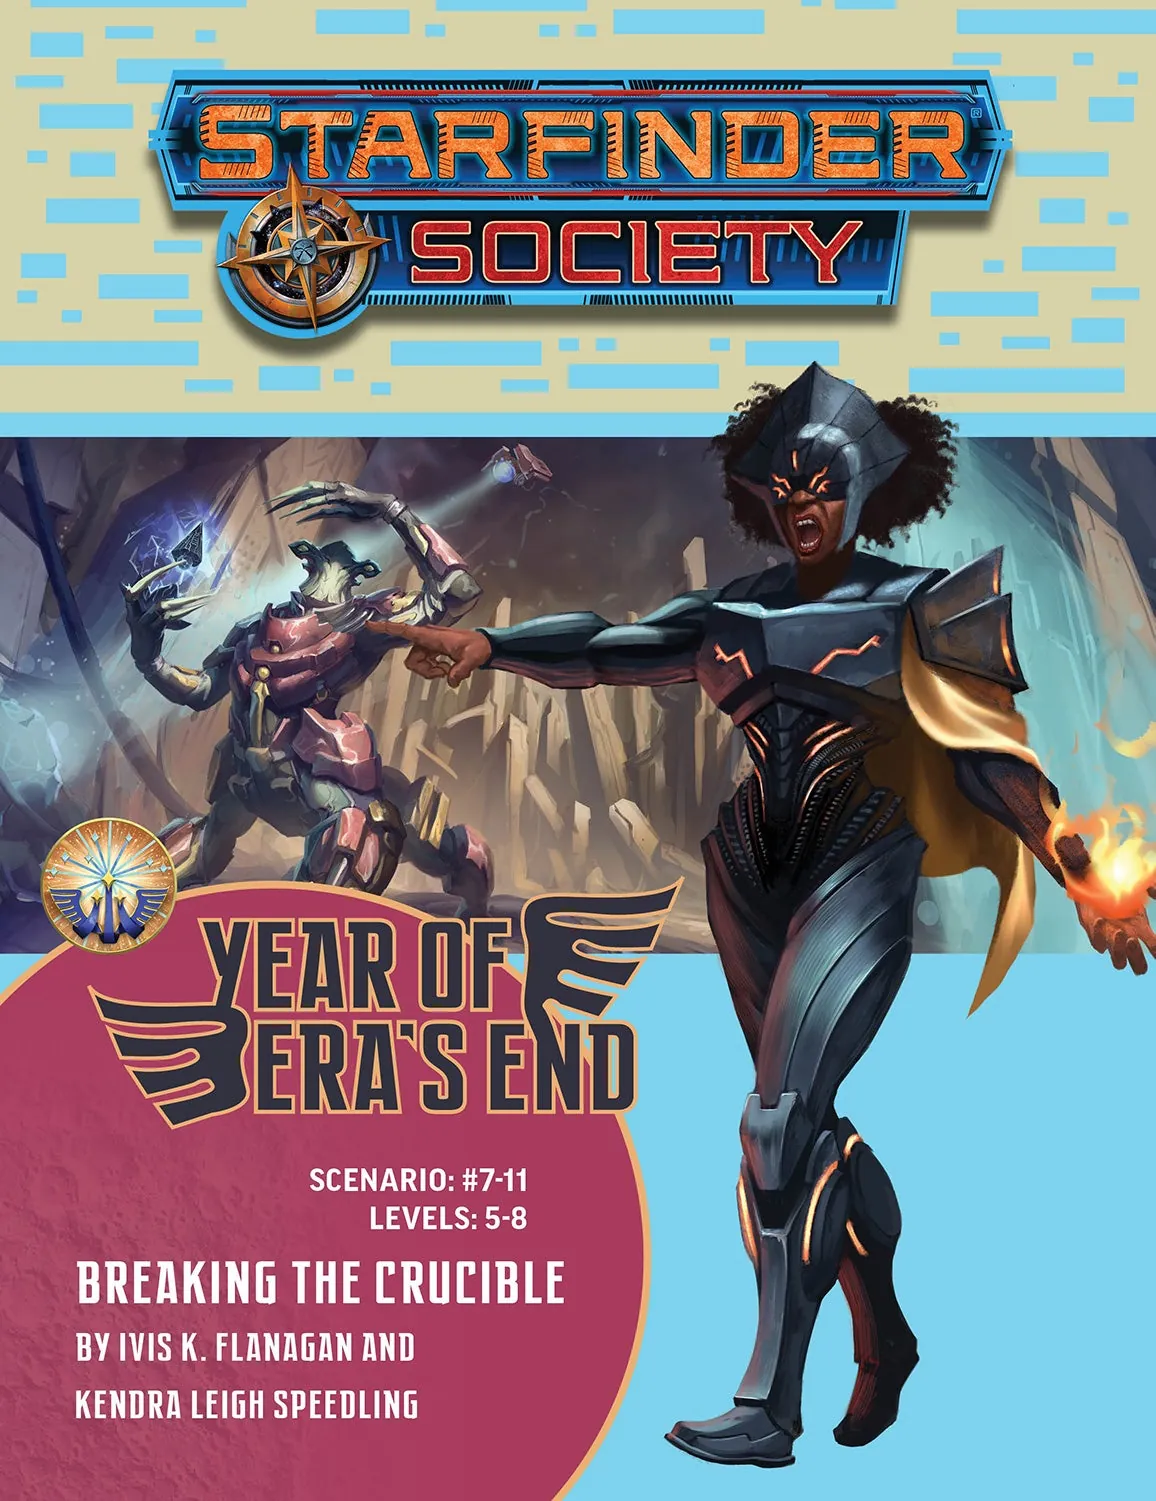 STARFINDER®
SOCIETY
YEAR OF
ERA'S END
SCENARIO: #7-11
LEVELS: 5-8
BREAKING THE CRUCIBLE
BY IVIS K. FLANAGAN AND
KENDRA LEIGH SPEEDLING